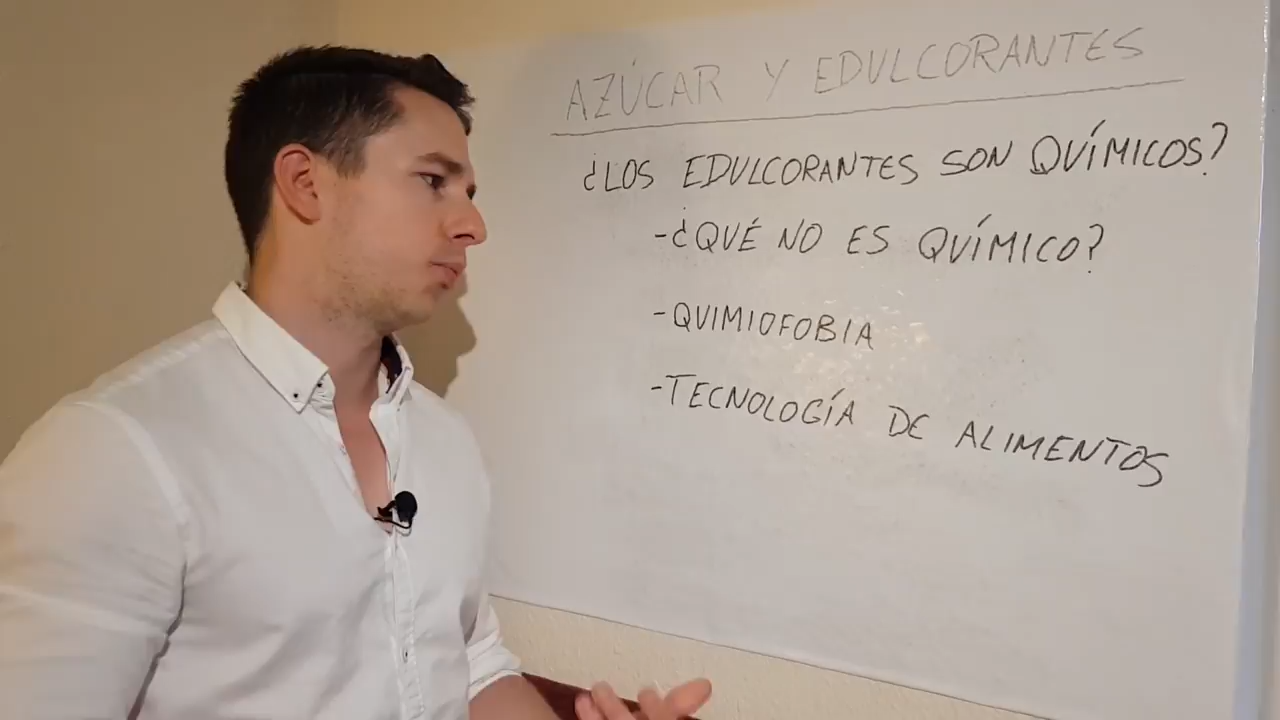 AZÚCAR Y EDULCORANTES
¿LOS EDULCORANTES SON QUÍMICOS?
-¿QUÉ NO ES QUÍMICO?
-QUIMIOFOBIA
-TECNOLOGÍA DE ALIMENTOS